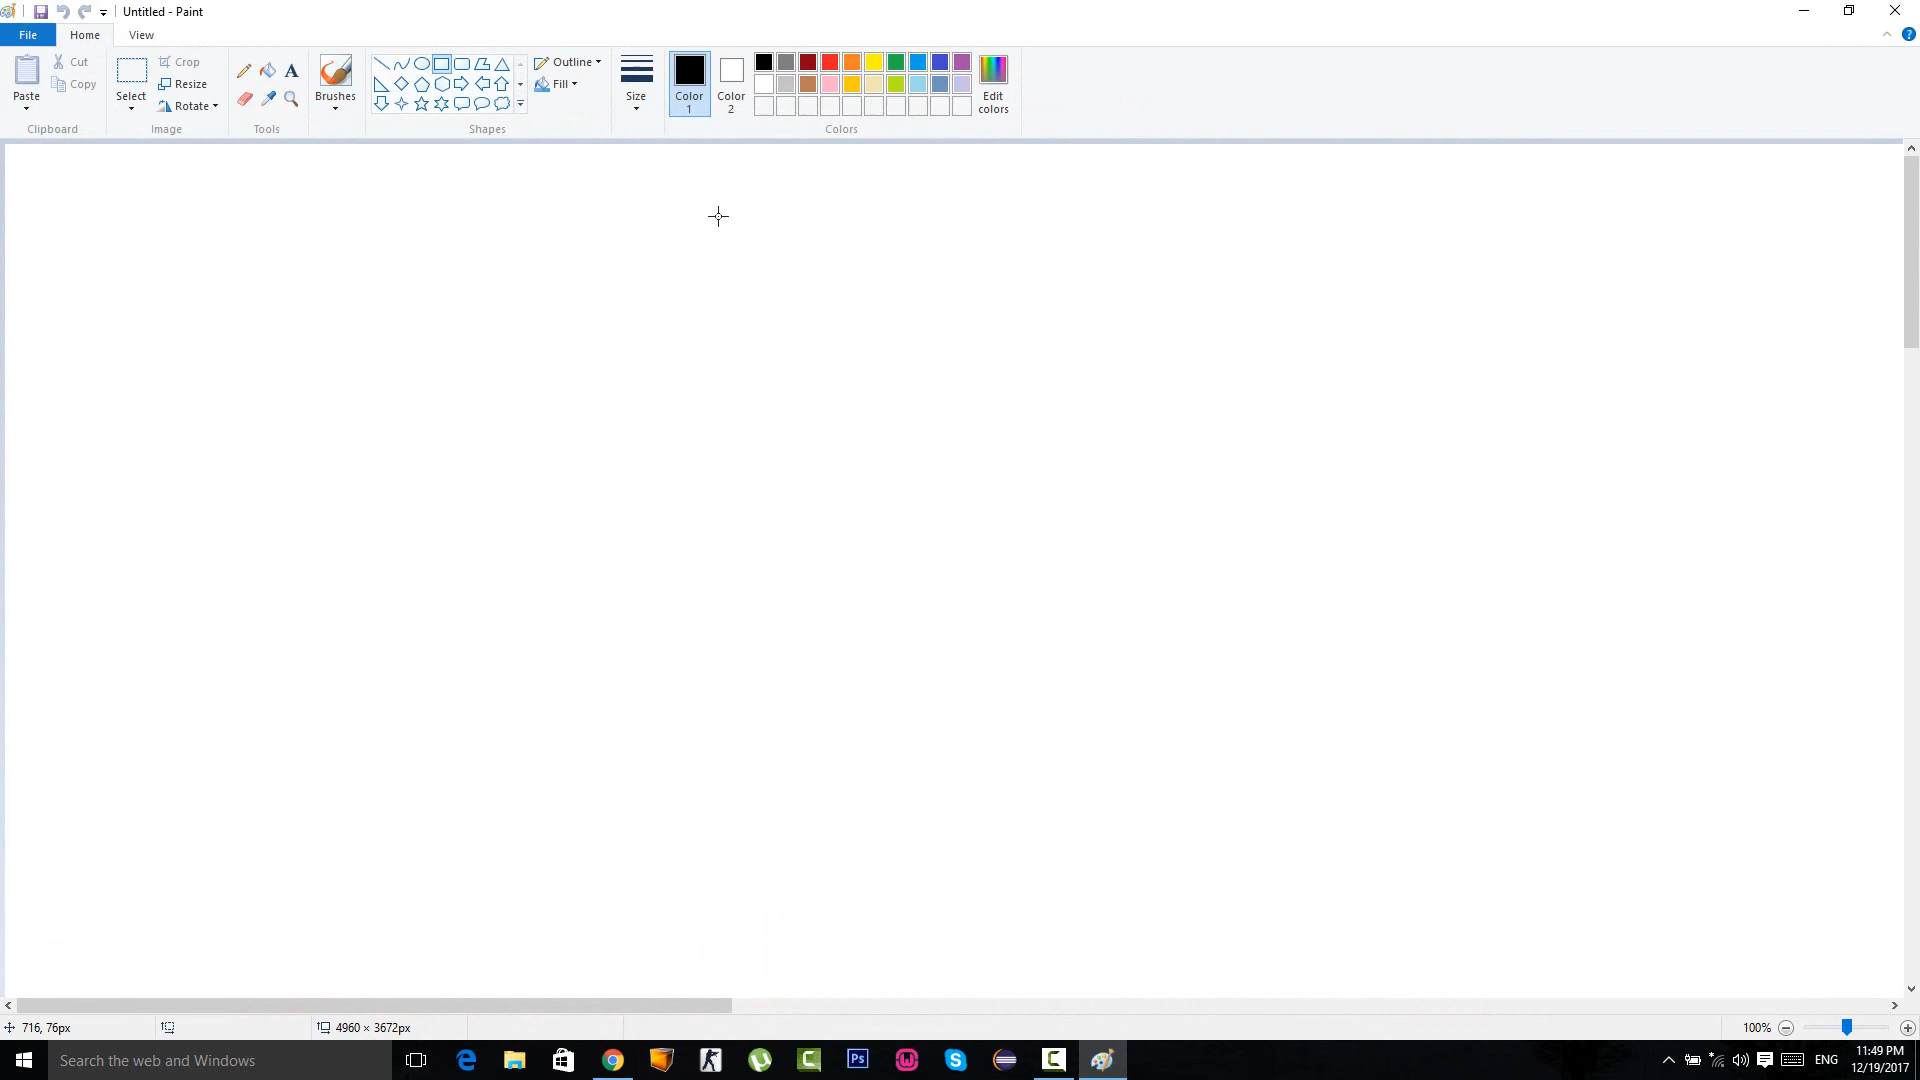 Untitled - Paint
File Home View
Paste
Cut
Copy
Clipboard
Select
Crop
Resize
Rotate
Image
A
Tools
Brushes
Outline
Fill
Shapes
Size
Color 1
Color 2
Edit colors
Colors
716, 76px
4960 × 3672px
100%
Search the web and Windows
Ps
ENG
11:49 PM
12/19/2017